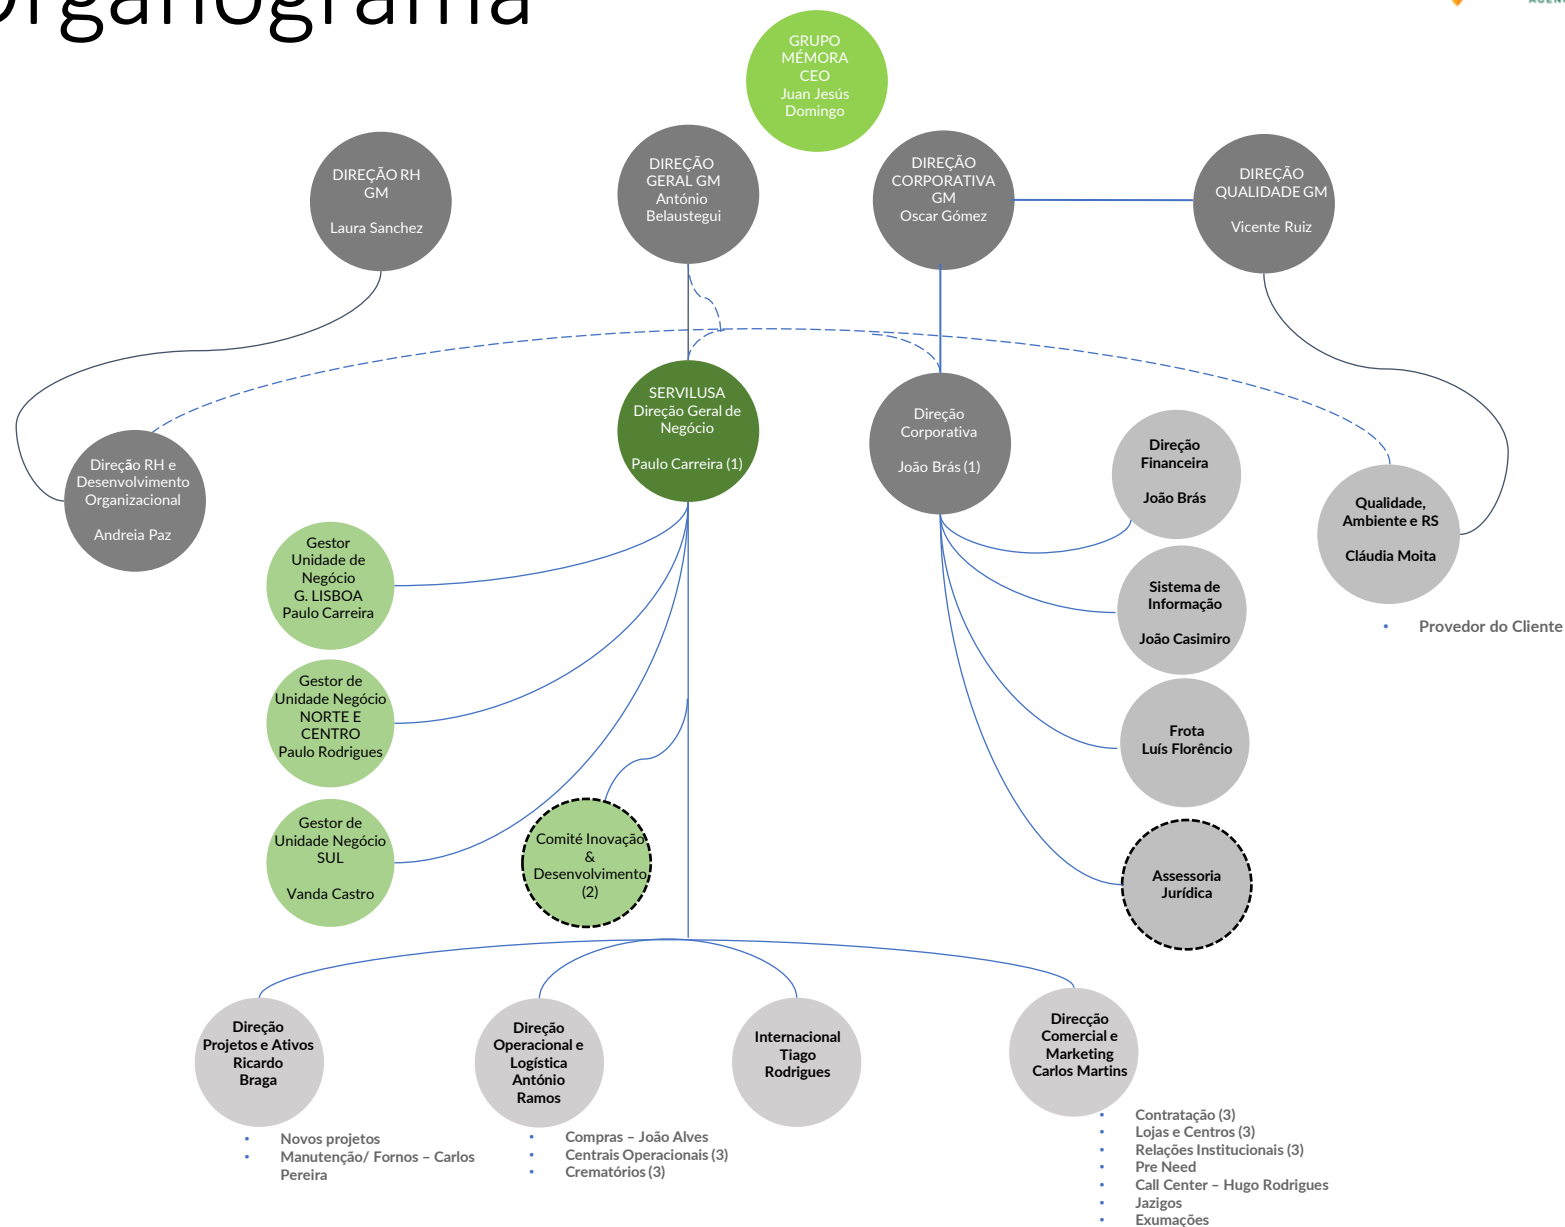 Organograma
GRUPO
MÉMORA
CEO
Juan Jesús
Domingo
DIREÇÃO RH
GM
Laura Sanchez
DIREÇÃO
GERAL GM
António
Belaustegui
DIREÇÃO
CORPORATIVA
GM
Oscar Gómez
DIREÇÃO
QUALIDADE GM
Vicente Ruiz
SERVILUSA
Direção Geral de
Negócio
Paulo Carreira (1)
Direção
Corporativa
João Brás (1)
Direção RH e
Desenvolvimento
Organizacional
Andreia Paz
Direção
Financeira
João Brás
Qualidade,
Ambiente e RS
Cláudia Moita
• Provedor do Cliente
Gestor
Unidade de
Negócio
G. LISBOA
Paulo Carreira
Sistema de
Informação
João Casimiro
Gestor de
Unidade Negócio
NORTE E
CENTRO
Paulo Rodrigues
Frota
Luís Florêncio
Gestor de
Unidade Negócio
SUL
Vanda Castro
Comité Inovação
&
Desenvolvimento
(2)
Assessoria
Jurídica
Direção
Projetos e Ativos
Ricardo
Braga
• Novos projetos
• Manutenção/ Fornos – Carlos
Pereira
Direção
Operacional e
Logística
António
Ramos
• Compras – João Alves
• Centrais Operacionais (3)
• Crematórios (3)
Internacional
Tiago
Rodrigues
Direcção
Comercial e
Marketing
Carlos Martins
• Contratação (3)
• Lojas e Centros (3)
• Relações Institucionais (3)
• Pre Need
• Call Center – Hugo Rodrigues
• Jazigos
• Exumações